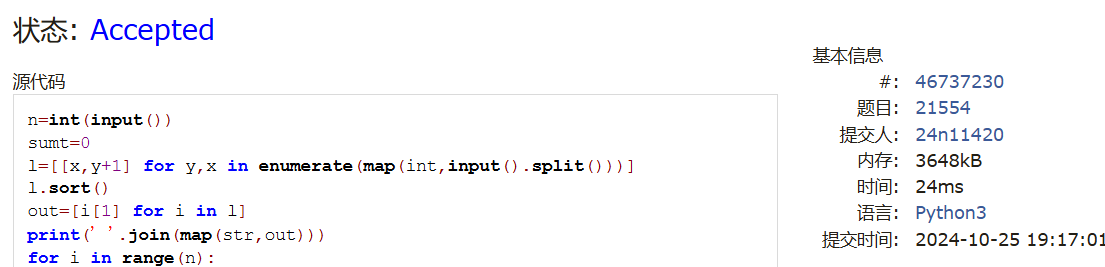 状态: Accepted
源代码
n=int(input())
sumt=0
l=[[x,y+1] for y,x in enumerate(map(int,input().split()))]
l.sort()
out=[i[1] for i in l]
print(' '.join(map(str,out)))
for i in range(n):
基本信息
#: 46737230
题目: 21554
提交人: 24n11420
内存: 3648kB
时间: 24ms
语言: Python3
提交时间: 2024-10-25 19:17:01